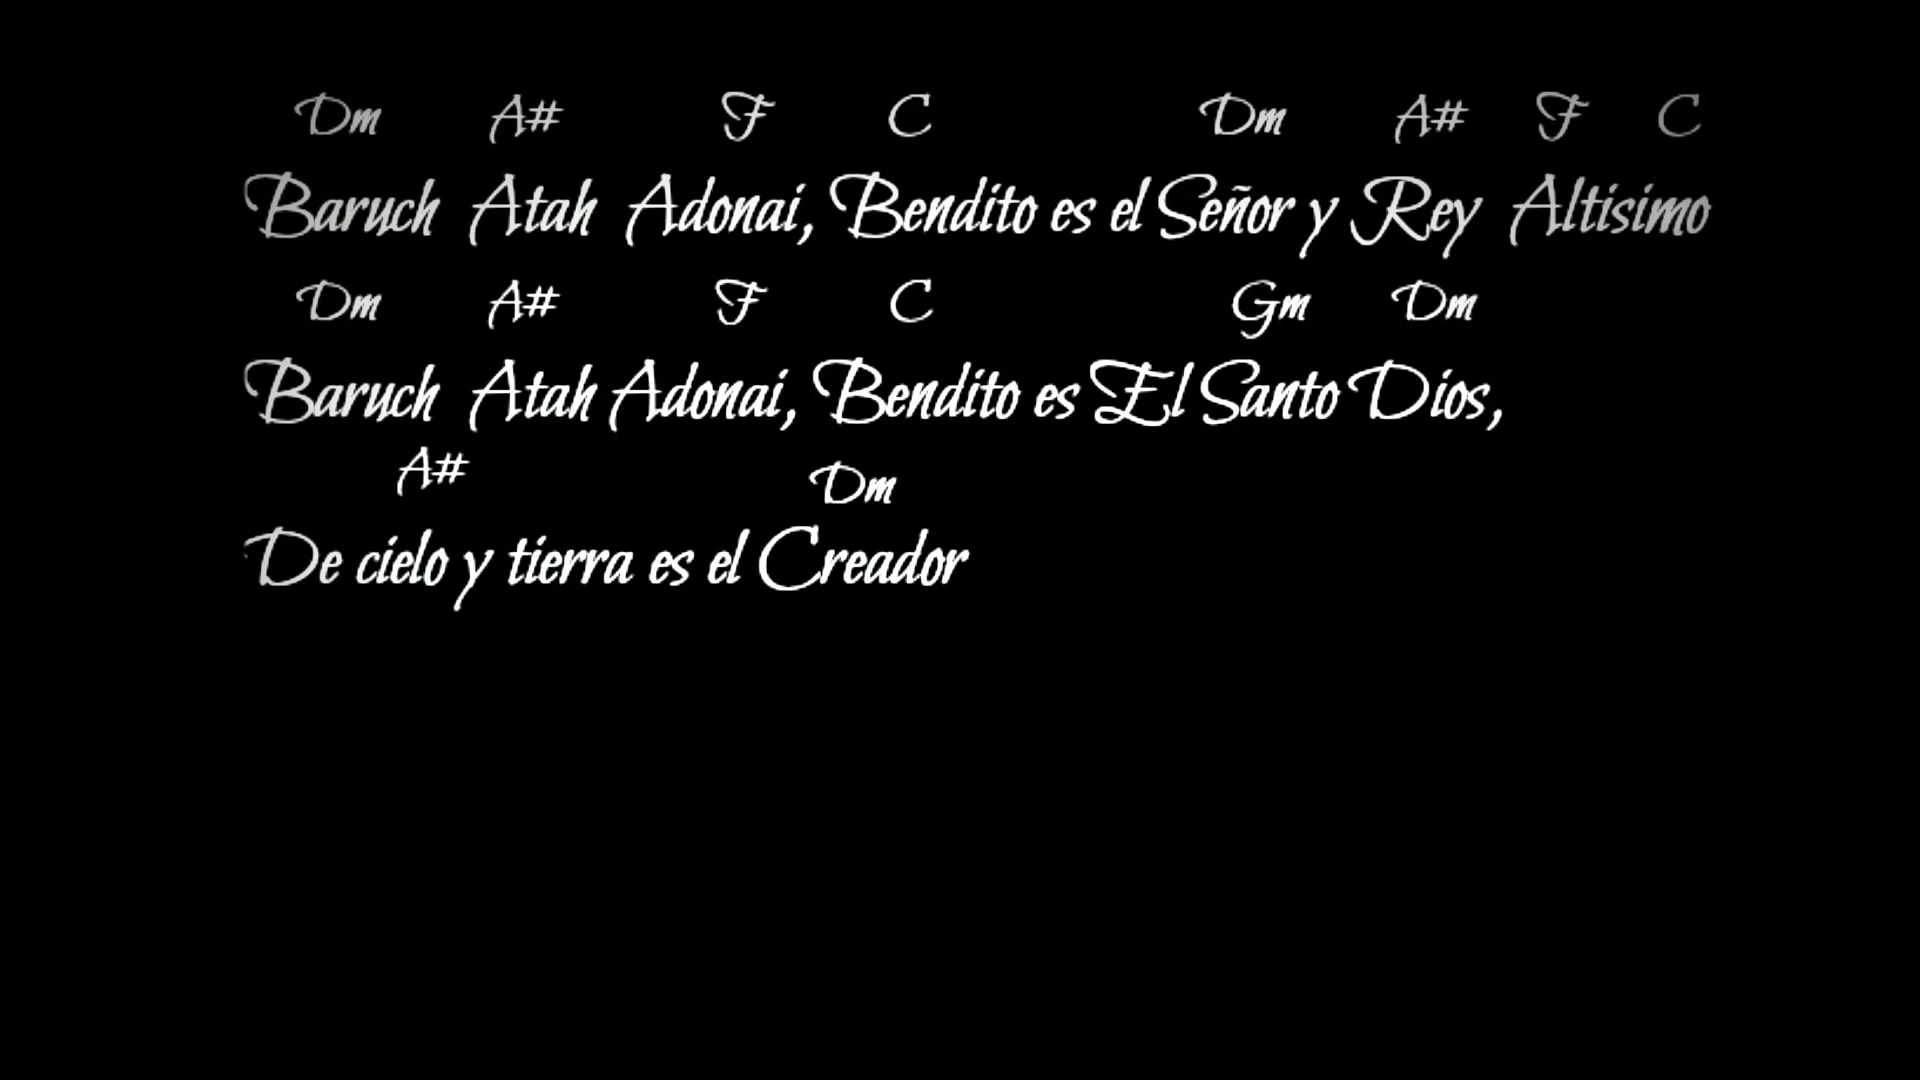 Dm A# F C Dm A# F C
Baruch Atah Adonai, Bendito es el Señor y Rey Altisimo
Dm A# F C Gm Dm
Baruch Atah Adonai, Bendito es El Santo Dios,
A# Dm
De cielo y tierra es el Creador